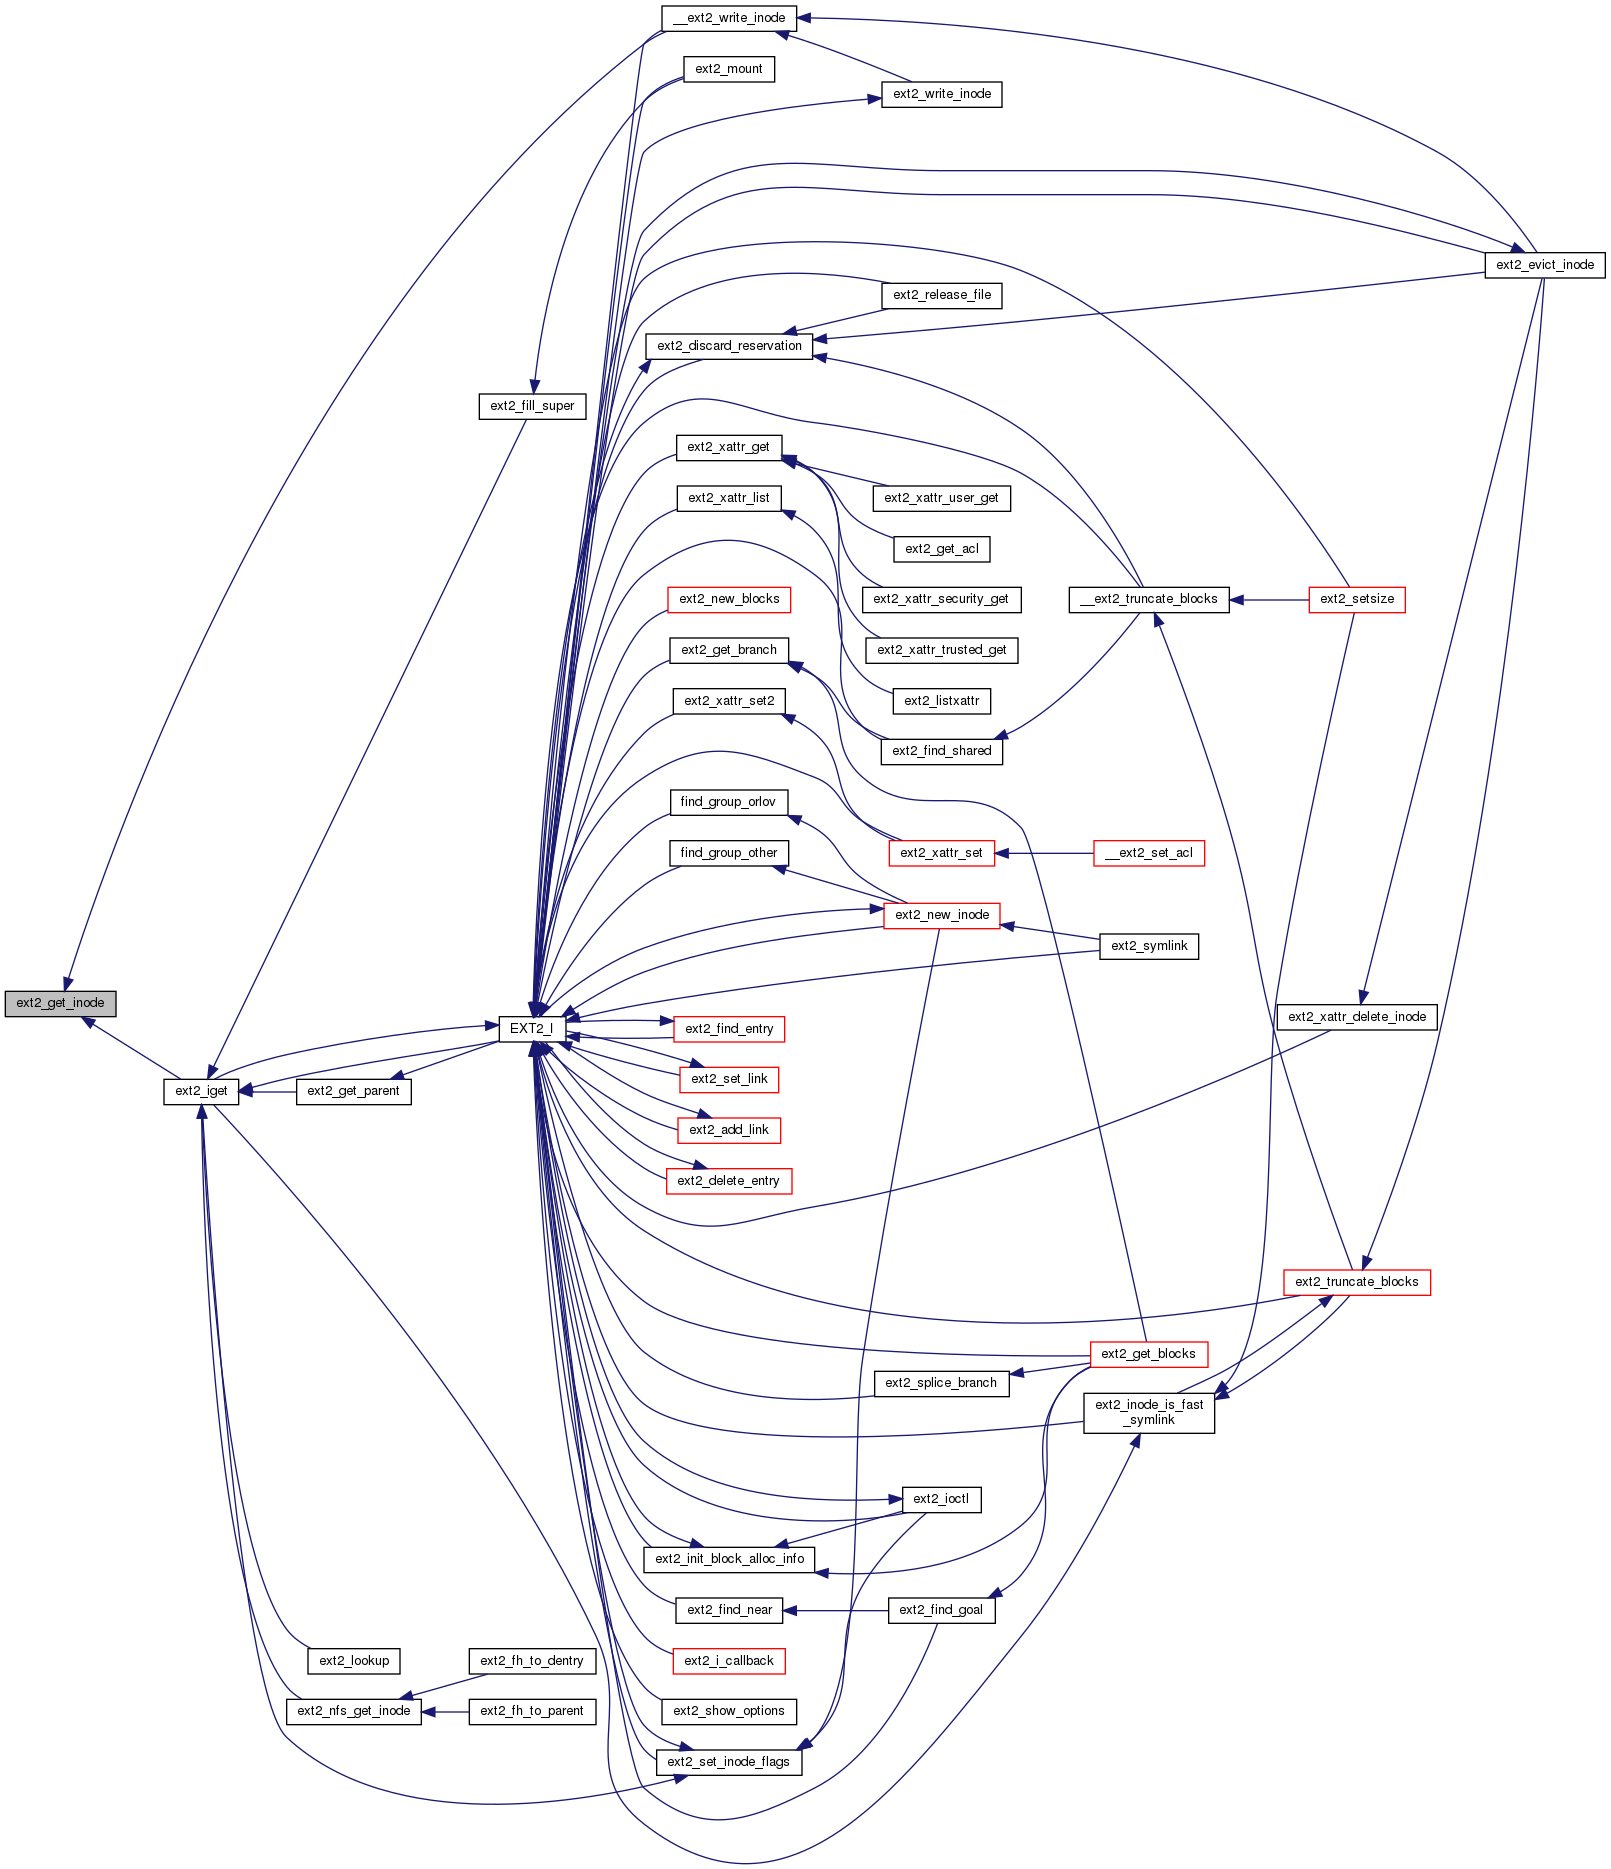 __ext2_write_inode
ext2_mount
ext2_write_inode
ext2_evict_inode
ext2_release_file
ext2_discard_reservation
ext2_fill_super
ext2_xattr_get
ext2_xattr_list
ext2_xattr_user_get
ext2_get_acl
ext2_new_blocks
ext2_xattr_security_get
__ext2_truncate_blocks
ext2_setsize
ext2_get_branch
ext2_xattr_trusted_get
ext2_xattr_set2
ext2_listxattr
ext2_find_shared
find_group_orlov
find_group_other
ext2_xattr_set
__ext2_set_acl
ext2_new_inode
ext2_symlink
ext2_get_inode
EXT2_I
ext2_find_entry
ext2_xattr_delete_inode
ext2_set_link
ext2_iget
ext2_get_parent
ext2_add_link
ext2_delete_entry
ext2_truncate_blocks
ext2_get_blocks
ext2_splice_branch
ext2_inode_is_fast
_symlink
ext2_ioctl
ext2_init_block_alloc_info
ext2_find_near
ext2_find_goal
ext2_lookup
ext2_fh_to_dentry
ext2_i_callback
ext2_nfs_get_inode
ext2_fh_to_parent
ext2_show_options
ext2_set_inode_flags